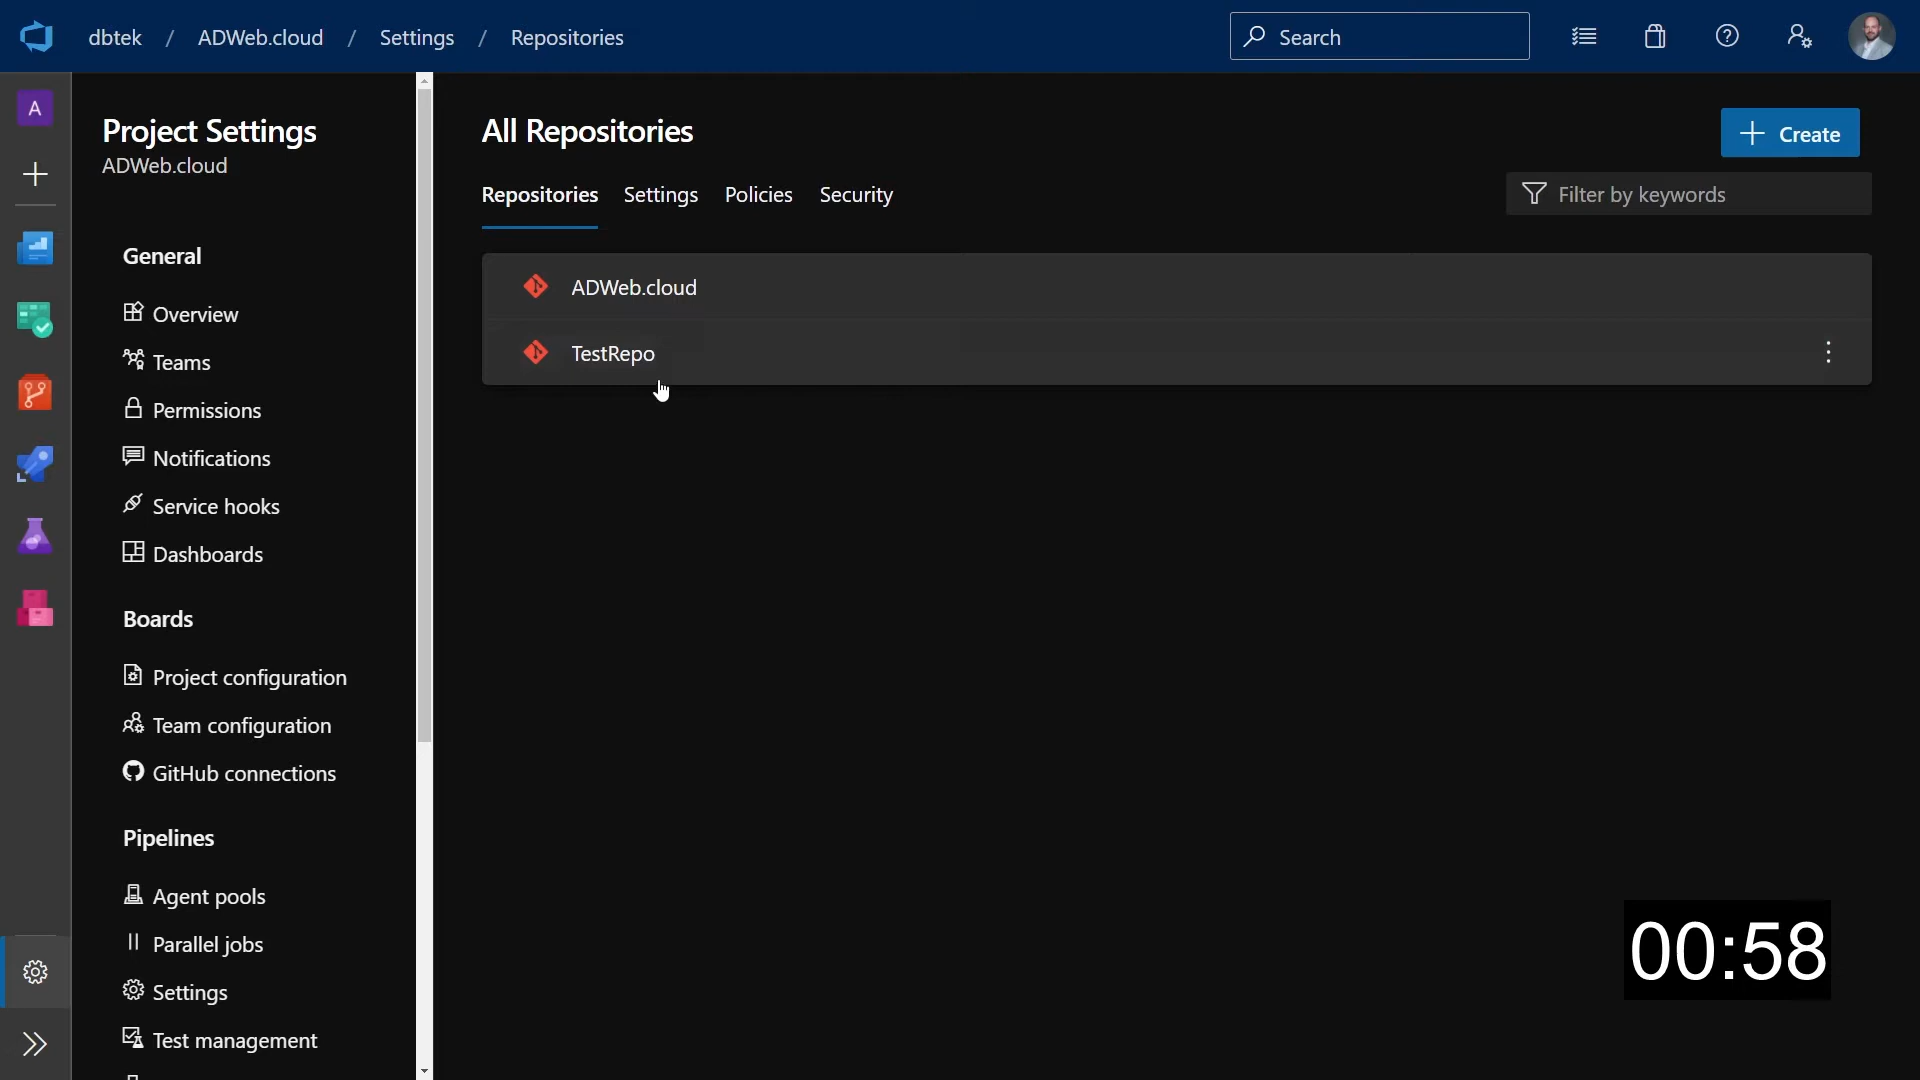 dbtek / ADWeb.cloud / Settings / Repositories
Search
A
Project Settings
ADWeb.cloud
General
Overview
Teams
Permissions
Notifications
Service hooks
Dashboards
Boards
Project configuration
Team configuration
GitHub connections
Pipelines
Agent pools
Parallel jobs
Settings
Test management
All Repositories
Create
Repositories Settings Policies Security
Filter by keywords
ADWeb.cloud
TestRepo
00:58